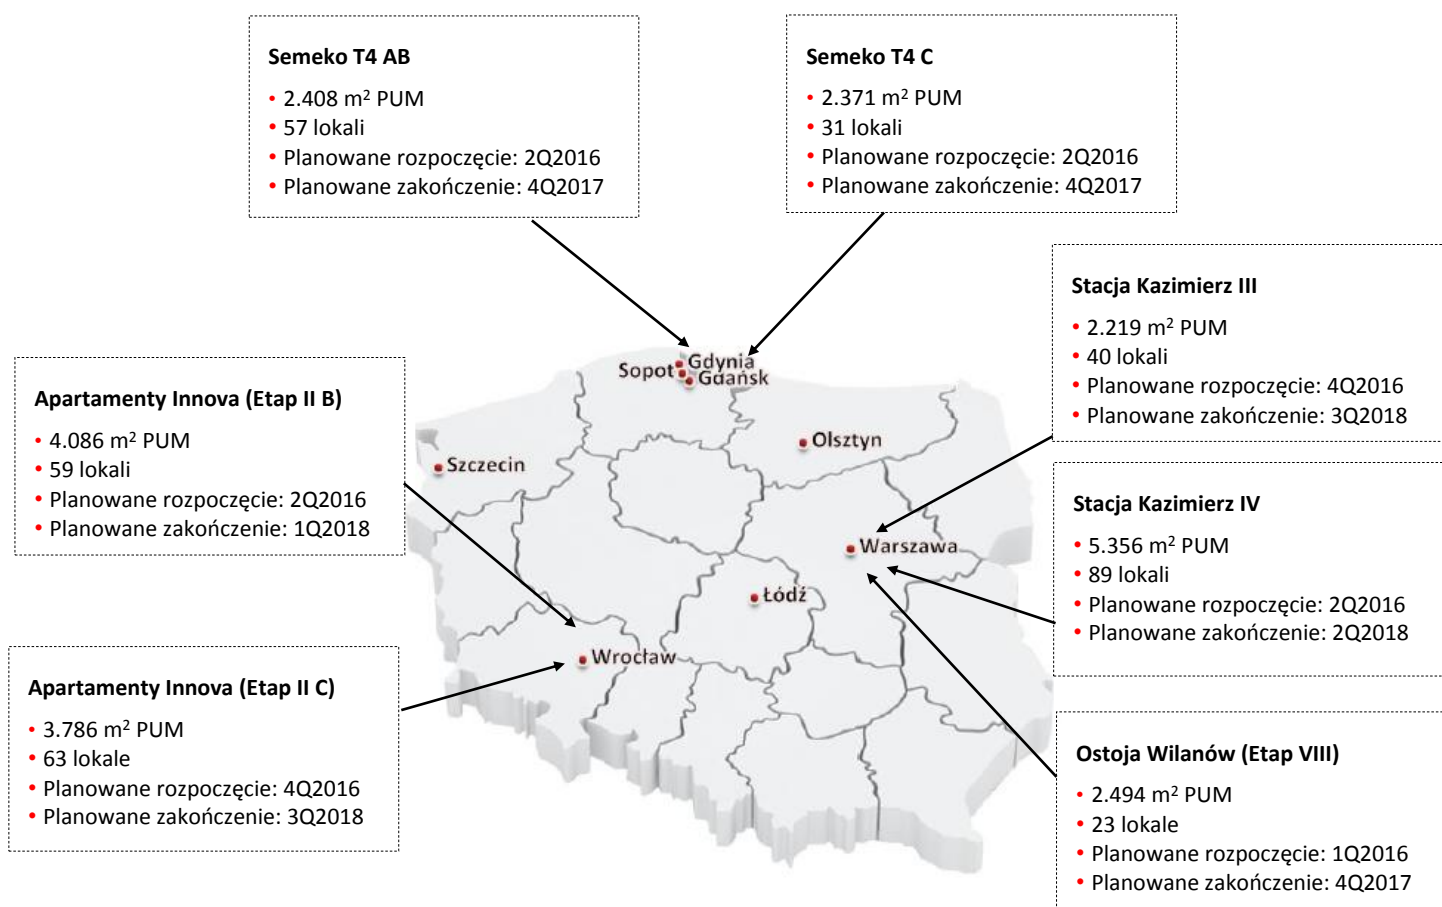 Semeko T4 AB
• 2.408 m² PUM
• 57 lokali
• Planowane rozpoczęcie: 2Q2016
• Planowane zakończenie: 4Q2017
Semeko T4 C
• 2.371 m² PUM
• 31 lokali
• Planowane rozpoczęcie: 2Q2016
• Planowane zakończenie: 4Q2017
Stacja Kazimierz III
• 2.219 m² PUM
• 40 lokali
• Planowane rozpoczęcie: 4Q2016
• Planowane zakończenie: 3Q2018
Apartamenty Innova (Etap II B)
• 4.086 m² PUM
• 59 lokali
• Planowane rozpoczęcie: 2Q2016
• Planowane zakończenie: 1Q2018
Gdynia
Sopot
Gdańsk
Olsztyn
Szczecin
Warszawa
Łódź
Wrocław
Stacja Kazimierz IV
• 5.356 m² PUM
• 89 lokali
• Planowane rozpoczęcie: 2Q2016
• Planowane zakończenie: 2Q2018
Apartamenty Innova (Etap II C)
• 3.786 m² PUM
• 63 lokale
• Planowane rozpoczęcie: 4Q2016
• Planowane zakończenie: 3Q2018
Ostoja Wilanów (Etap VIII)
• 2.494 m² PUM
• 23 lokale
• Planowane rozpoczęcie: 1Q2016
• Planowane zakończenie: 4Q2017